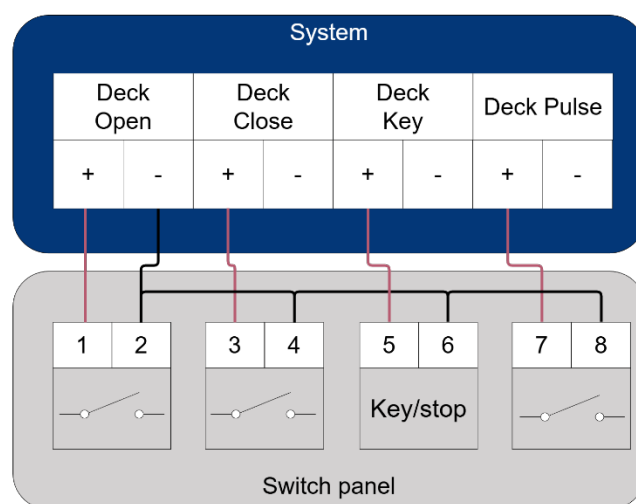 System
Deck Open
Deck Close
Deck Key
Deck Pulse
+ - + - + - + -
1 2 3 4 5 6 7 8
Key/stop
Switch panel